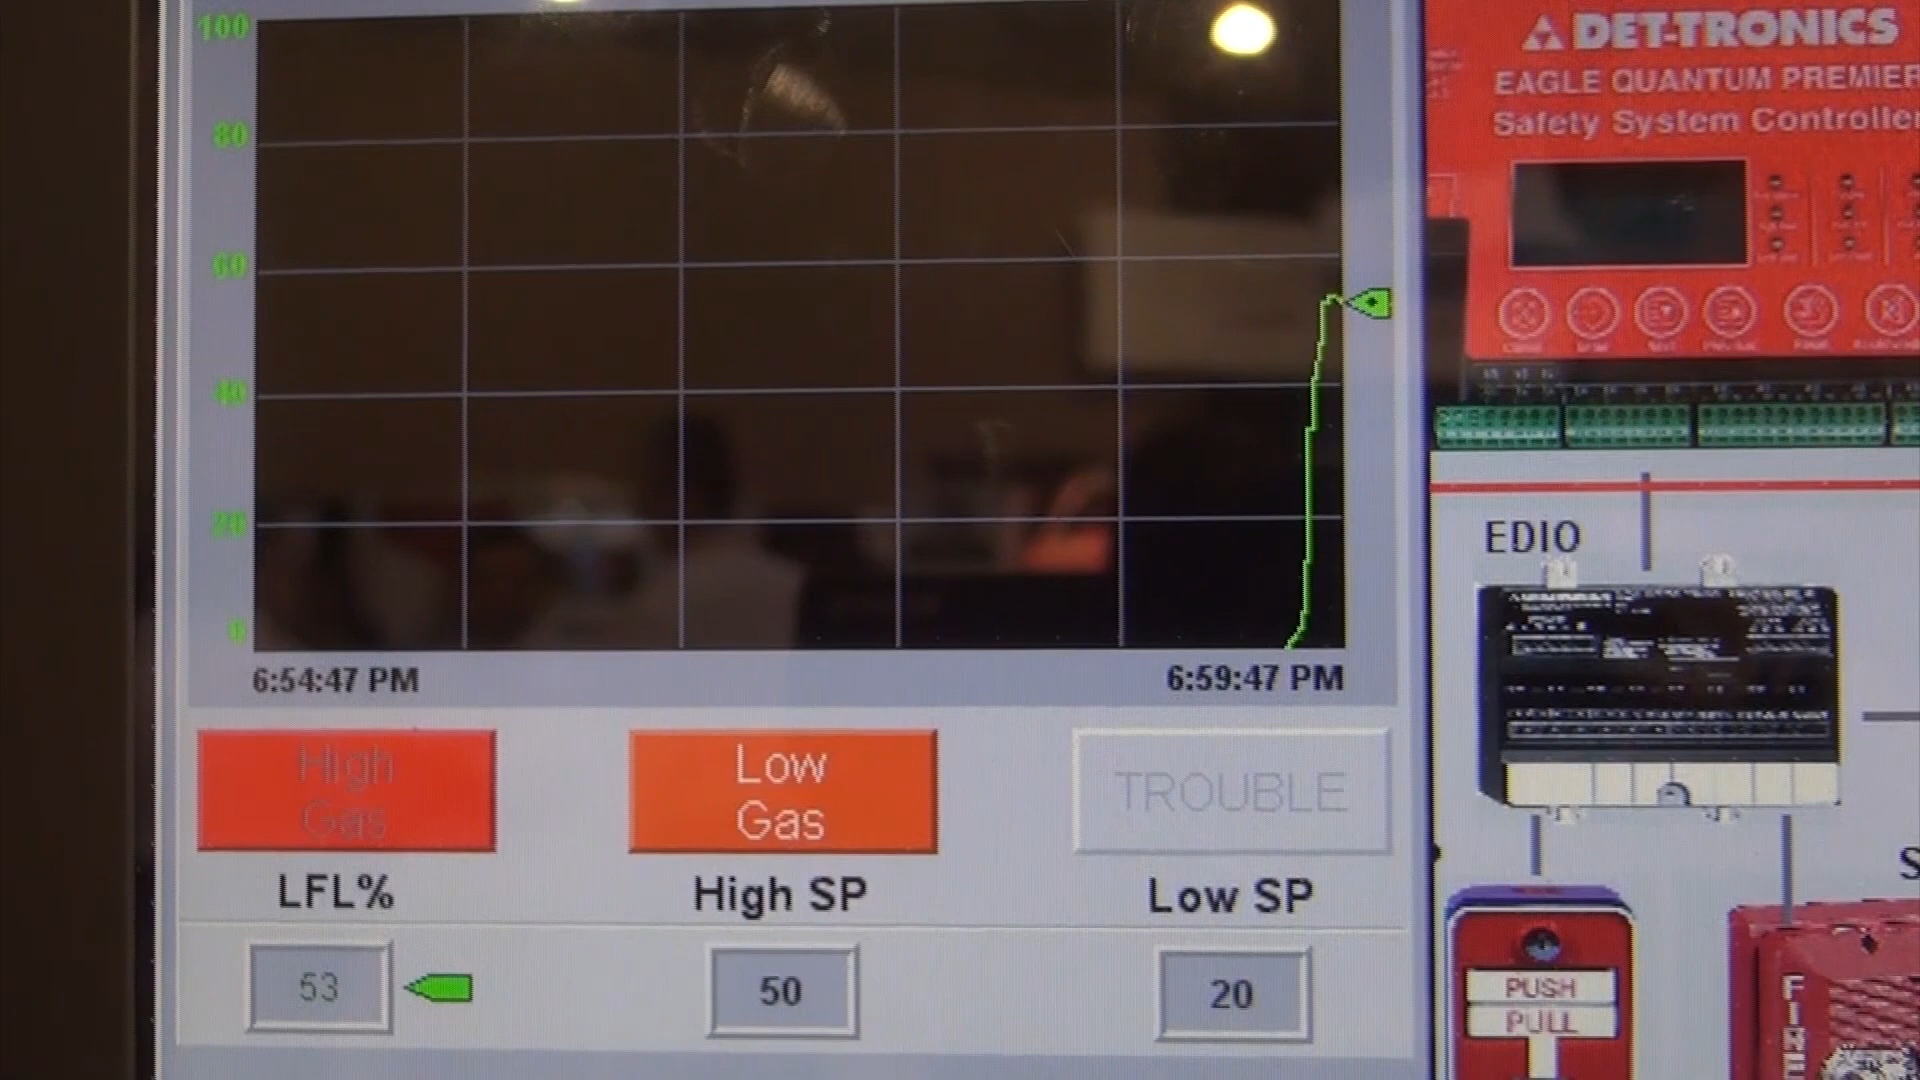 100
80
60
40
20
0
6:54:47 PM
6:59:47 PM
High
Gas
Low
Gas
TROUBLE
LFL%
High SP
Low SP
53
50
20
DET-TRONICS
EAGLE QUANTUM PREMIER
Safety System Controller
EDIO
PUSH
PULL
FIRE